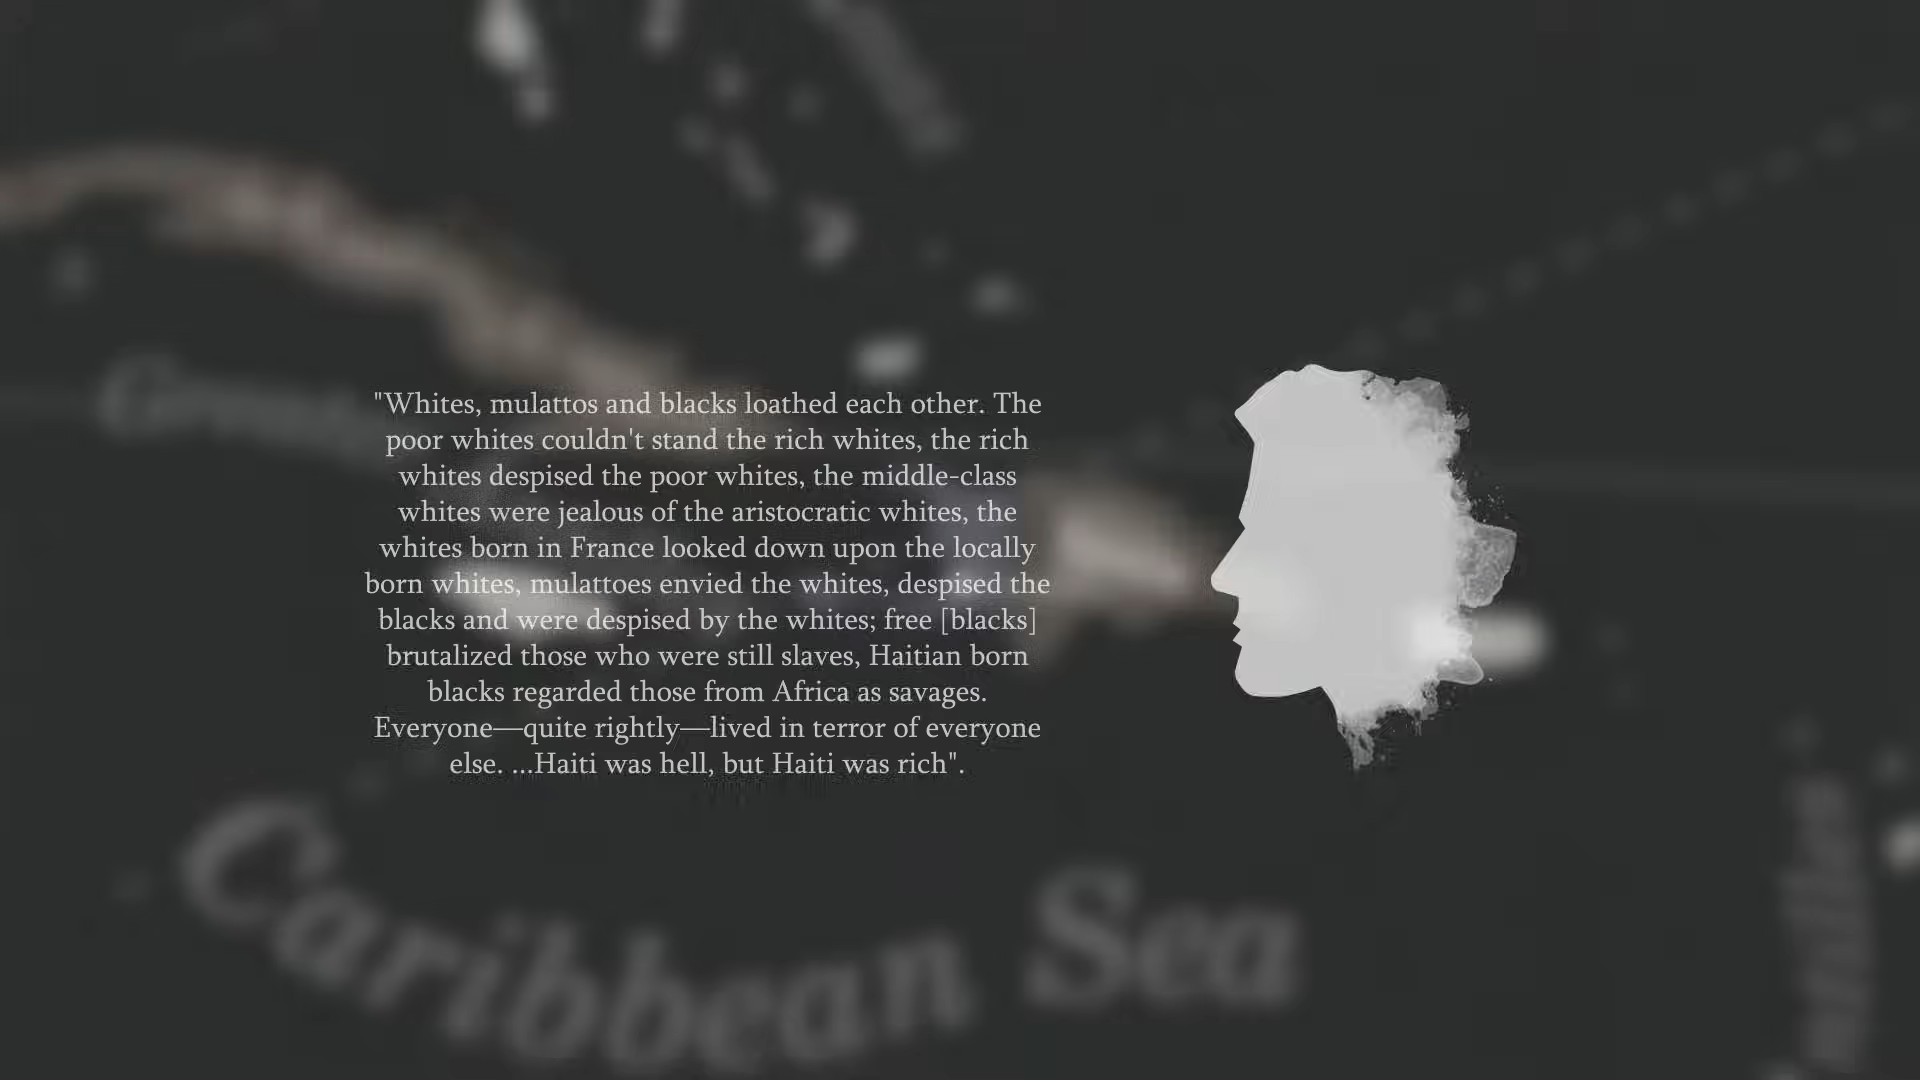 Great
"Whites, mulattos and blacks loathed each other. The
poor whites couldn't stand the rich whites, the rich
whites despised the poor whites, the middle-class
whites were jealous of the aristocratic whites, the
whites born in France looked down upon the locally
born whites, mulattoes envied the whites, despised the
blacks and were despised by the whites; free [blacks]
brutalized those who were still slaves, Haitian born
blacks regarded those from Africa as savages.
Everyone—quite rightly—lived in terror of everyone
else. ...Haiti was hell, but Haiti was rich".
Caribbean Sea